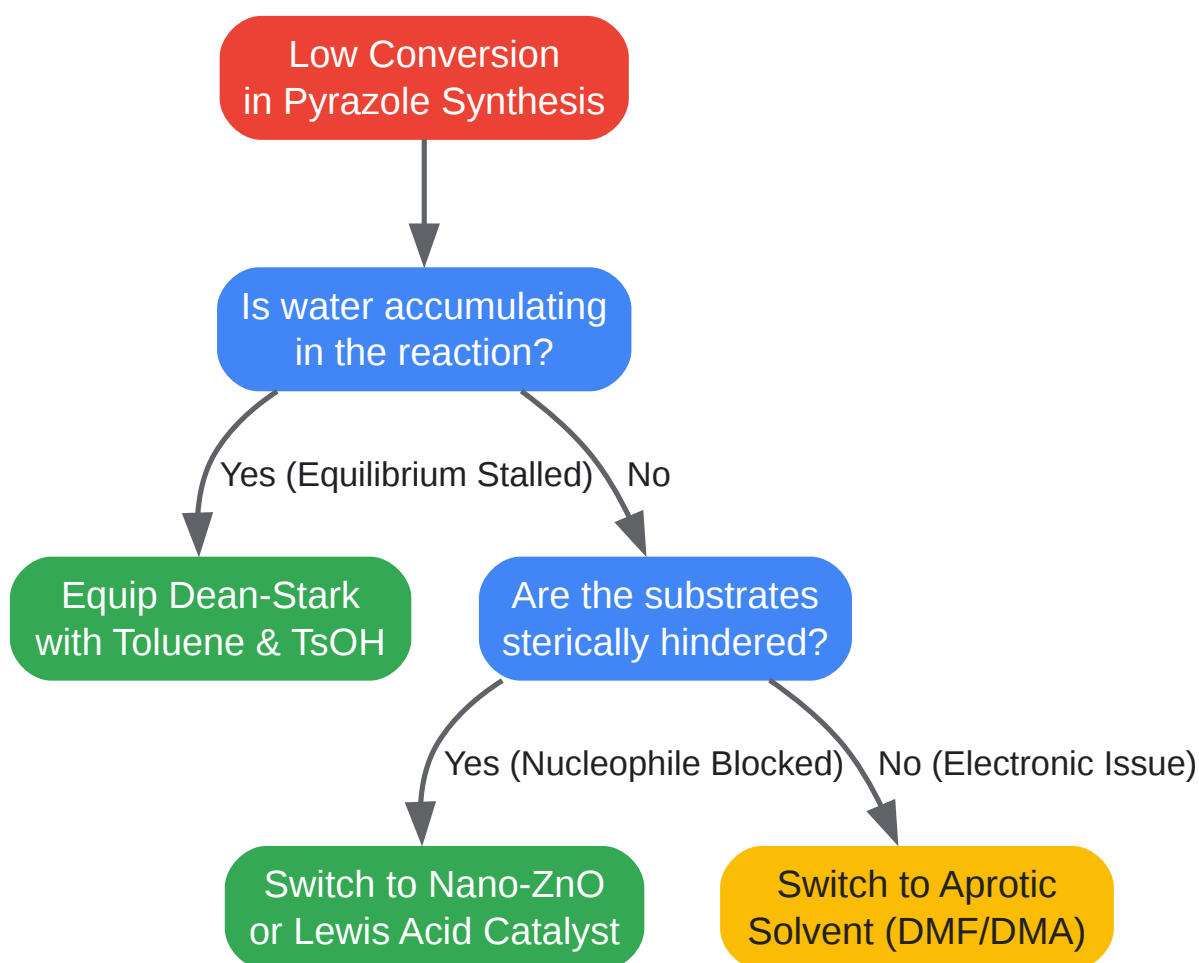 Low Conversion
in Pyrazole Synthesis
Is water accumulating
in the reaction?
Yes (Equilibrium Stalled)
No
Equip Dean-Stark
with Toluene & TsOH
Are the substrates
sterically hindered?
Yes (Nucleophile Blocked)
No (Electronic Issue)
Switch to Nano-ZnO
or Lewis Acid Catalyst
Switch to Aprotic
Solvent (DMF/DMA)